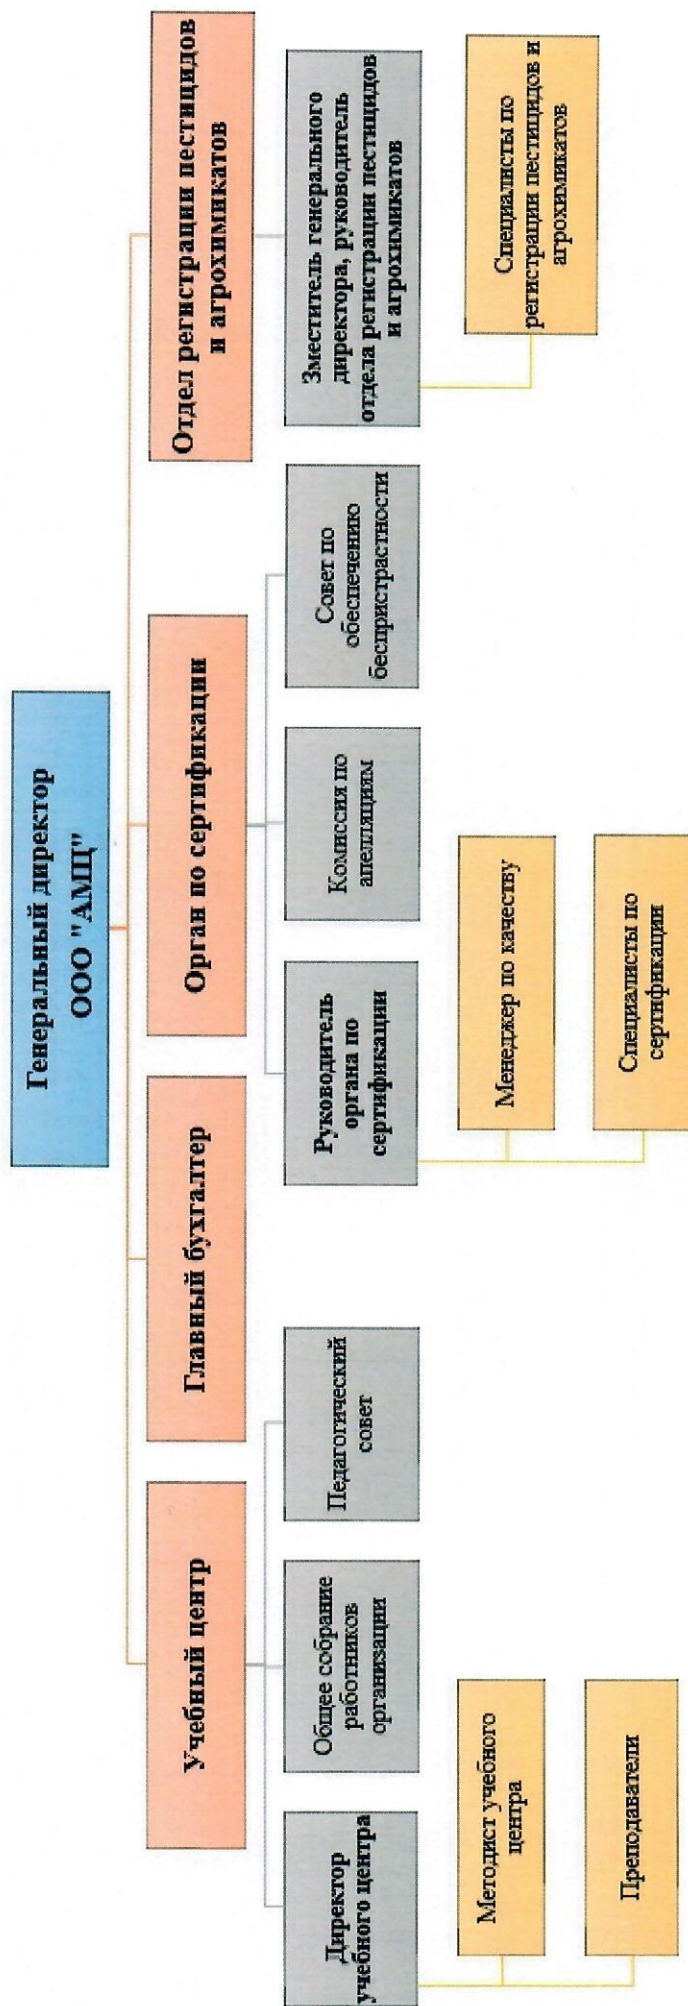 Генеральный директор
ООО "АМЦ"
Учебный центр
Главный бухгалтер
Орган по сертификации
Отдел регистрации пестицидов
и агрохимикатов
Директор
учебного центра
Общее собрание
работников
организации
Педагогический
совет
Руководитель
органа по
сертификации
Комиссия по
апелляциям
Совет по
обеспечению
беспристрастности
Зместитель генерального
директора, руководитель
отдела регистрации пестицидов
и агрохимикатов
Методист учебного
центра
Преподаватели
Менеджер по качеству
Специалисты по
сертификации
Специалисты по
регистрации пестицидов и
агрохимикатов